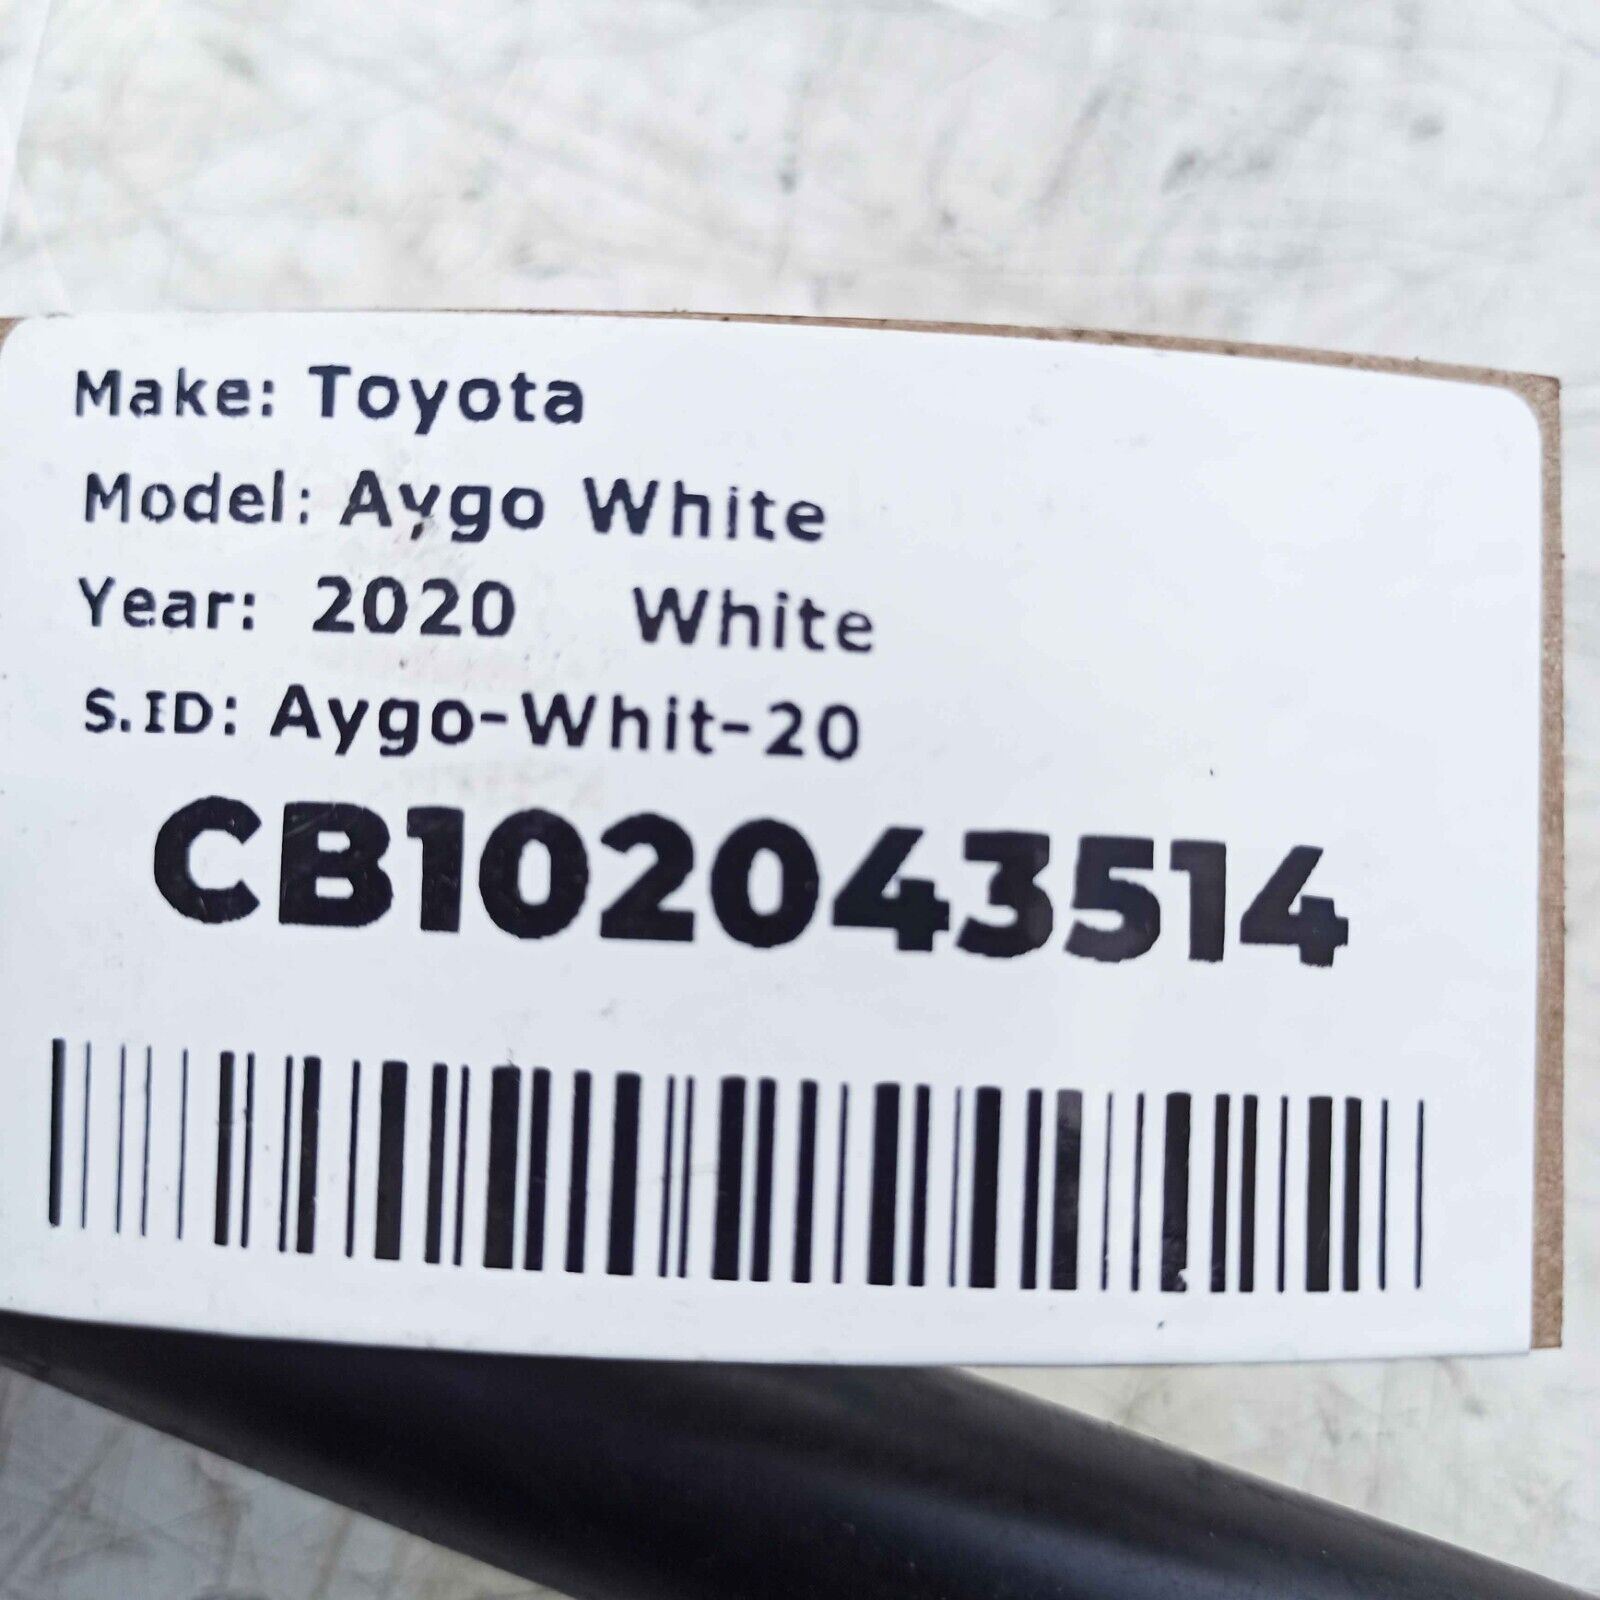 Make: Toyota
Model: Aygo White
Year: 2020 White
S.ID: Aygo-Whit-20
CB102043514